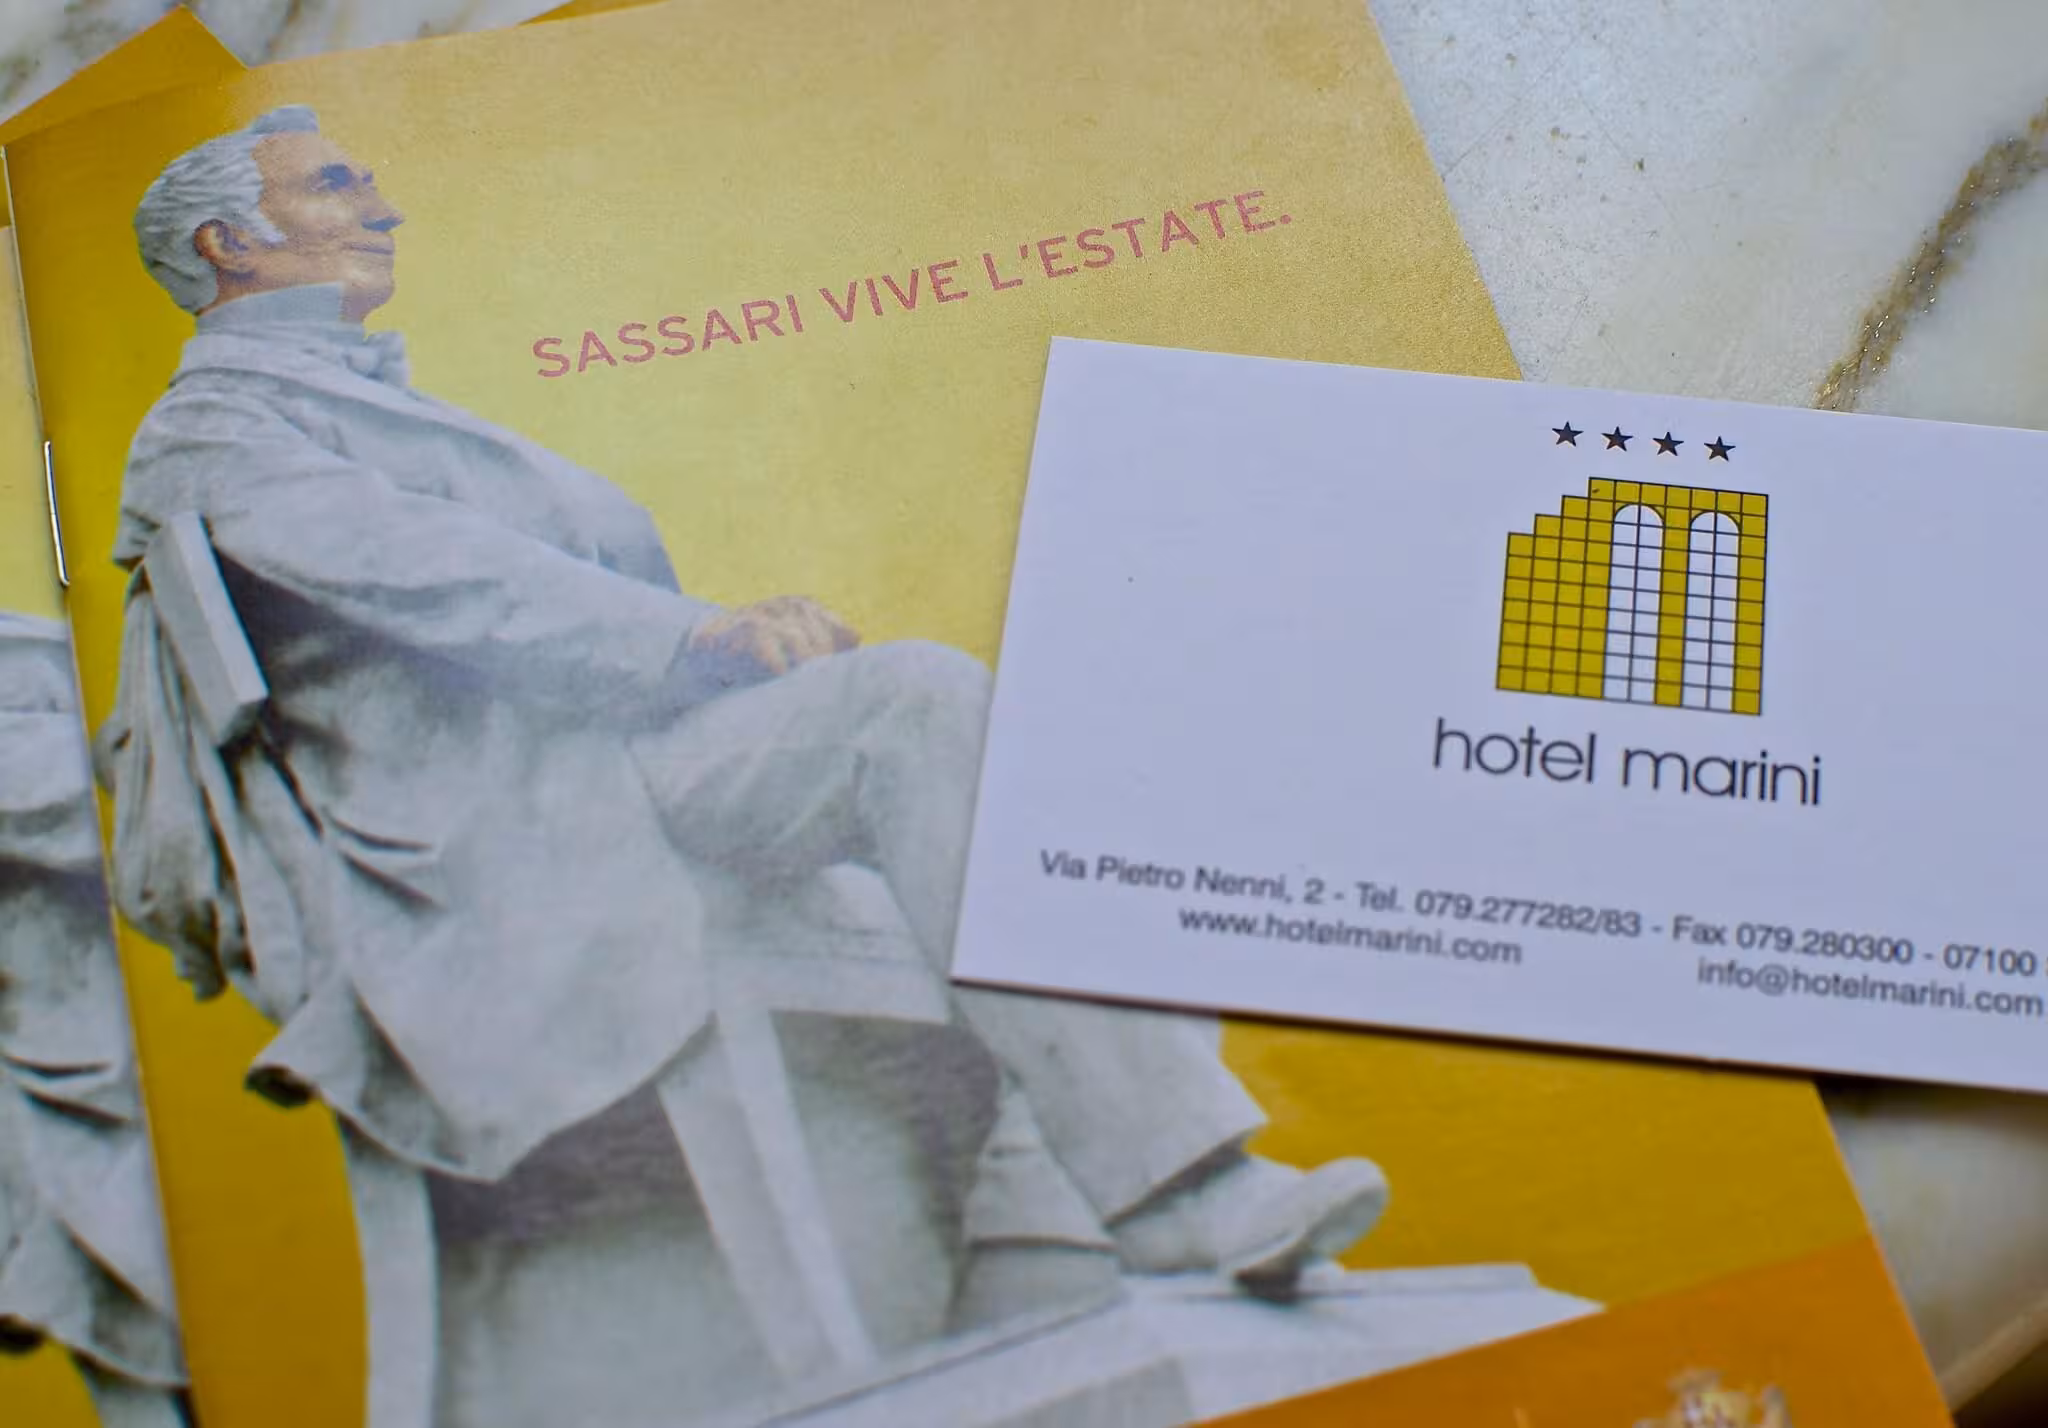 SASSARI VIVE L'ESTATE.
hotel marini
Via Pietro Nenni, 2 - Tel. 079.277282/83 - Fax 079.280300 - 07100
www.hotelmarini.com
info@hotelmarini.com